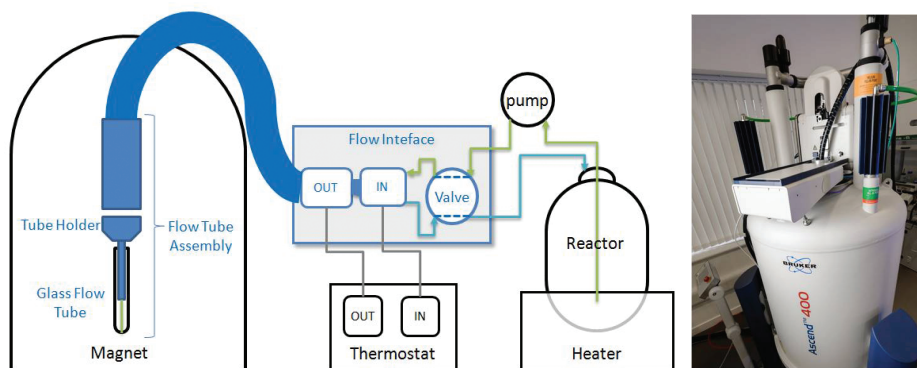 pump
Flow Inteface
OUT
IN
Valve
Tube Holder
Flow Tube
Assembly
Glass Flow
Tube
Reactor
OUT
IN
Magnet
Thermostat
Heater
BRUKER
Ascend™ 400